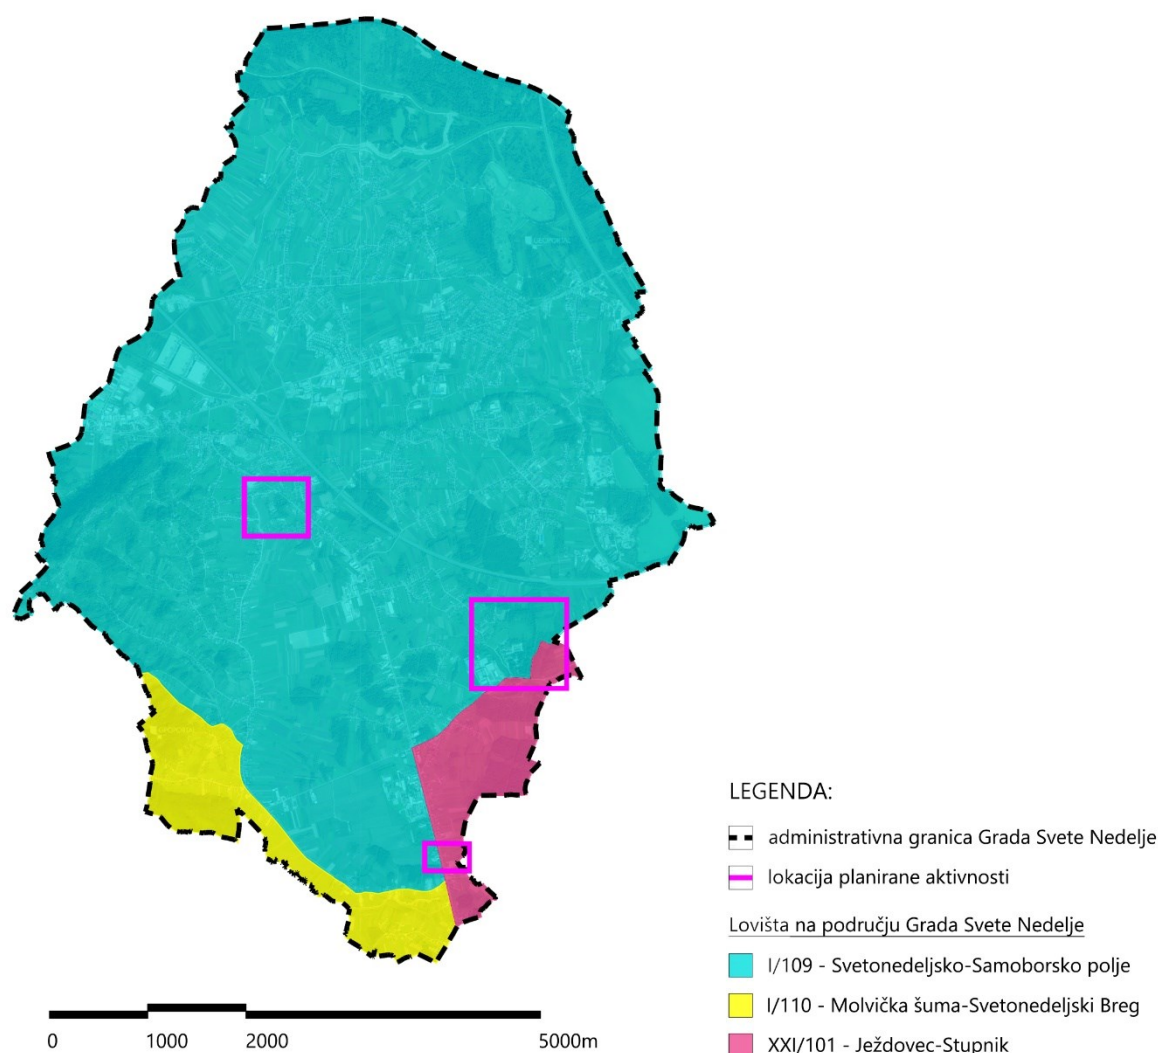 LEGENDA:
administrativna granica Grada Svete Nedelje
lokacija planirane aktivnosti
Lovišta na području Grada Svete Nedelje
I/109 - Svetonedeljsko-Samoborsko polje
I/110 - Molvička šuma-Svetonedeljski Breg
XXI/101 - Ježdovec-Stupnik
0 1000 2000 5000m